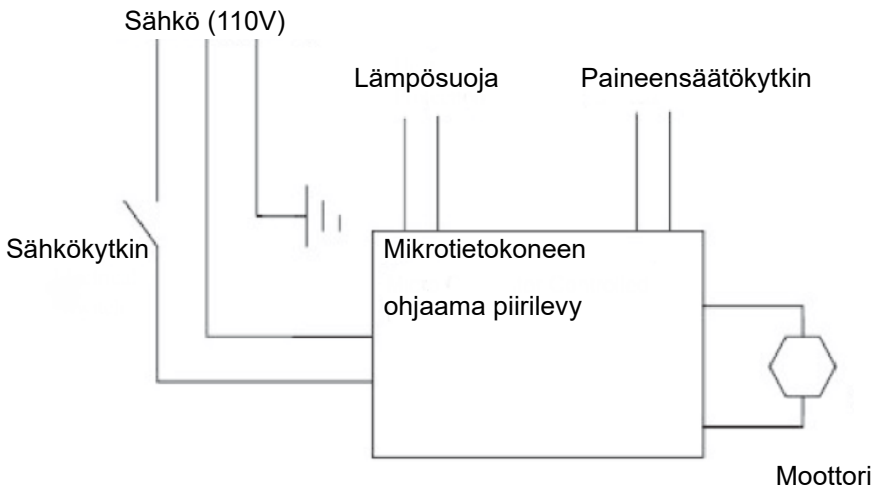 Sähkö (110V)
Lämpösuoja
Paineensäätökytkin
Sähkökytkin
Mikrotietokoneen
ohjaama piirilevy
Moottori